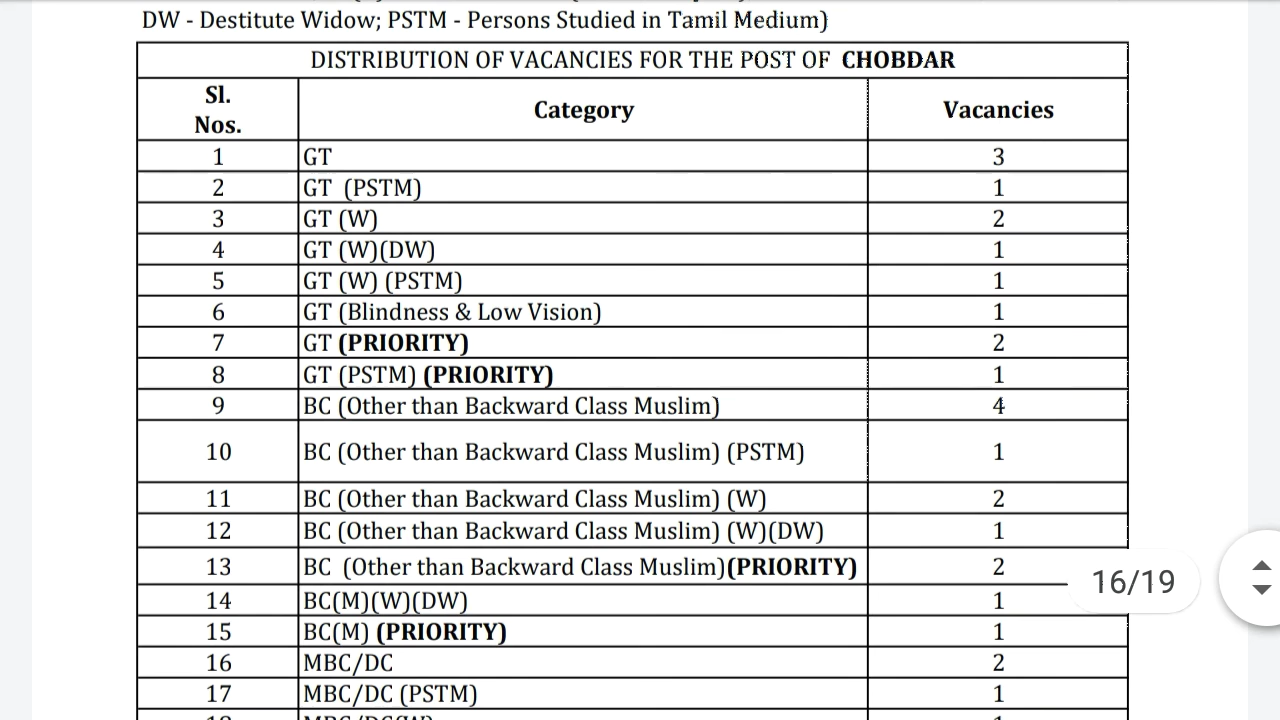 DW - Destitute Widow; PSTM - Persons Studied in Tamil Medium)
DISTRIBUTION OF VACANCIES FOR THE POST OF CHOBDAR
Sl. Nos. Category Vacancies
1 GT 3
2 GT (PSTM) 1
3 GT (W) 2
4 GT (W)(DW) 1
5 GT (W) (PSTM) 1
6 GT (Blindness & Low Vision) 1
7 GT (PRIORITY) 2
8 GT (PSTM) (PRIORITY) 1
9 BC (Other than Backward Class Muslim) 4
10 BC (Other than Backward Class Muslim) (PSTM) 1
11 BC (Other than Backward Class Muslim) (W) 2
12 BC (Other than Backward Class Muslim) (W)(DW) 1
13 BC (Other than Backward Class Muslim)(PRIORITY) 2
16/19
14 BC(M)(W)(DW) 1
15 BC(M) (PRIORITY) 1
16 MBC/DC 2
17 MBC/DC (PSTM) 1